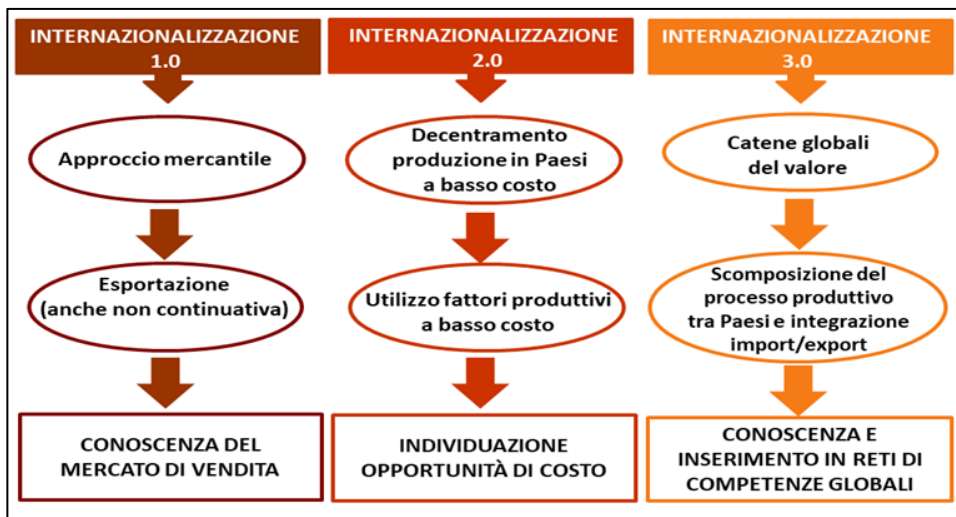 INTERNAZIONALIZZAZIONE
1.0
Approccio mercantile
Esportazione
(anche non continuativa)
CONOSCENZA DEL
MERCATO DI VENDITA
INTERNAZIONALIZZAZIONE
2.0
Decentramento
produzione in Paesi
a basso costo
Utilizzo fattori produttivi
a basso costo
INDIVIDUAZIONE
OPPORTUNITÀ DI COSTO
INTERNAZIONALIZZAZIONE
3.0
Catene globali
del valore
Scomposizione del
processo produttivo
tra Paesi e integrazione
import/export
CONOSCENZA E
INSERIMENTO IN RETI DI
COMPETENZE GLOBALI